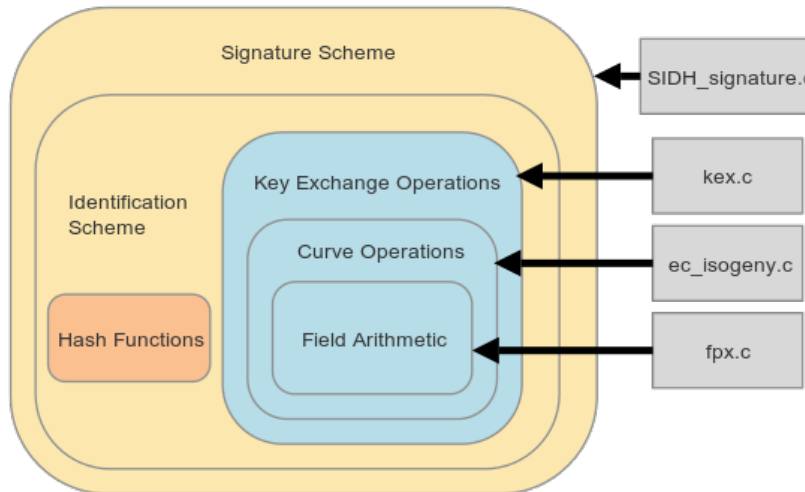 Signature Scheme
SIDH_signature.c
kex.c
Key Exchange Operations
Identification
Scheme
Curve Operations
ec_isogeny.c
Hash Functions
Field Arithmetic
fpx.c